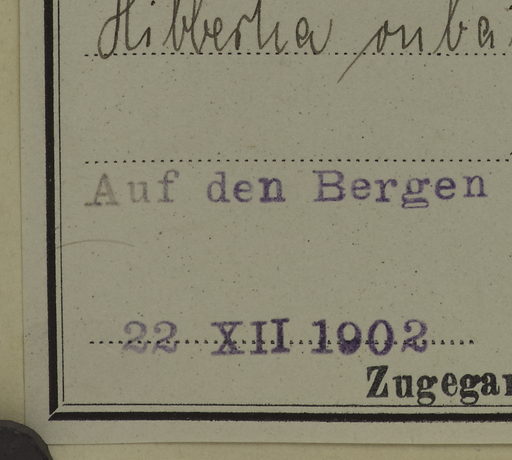 Hibbertia
Auf den Bergen
22 XII 1902
Zugegan